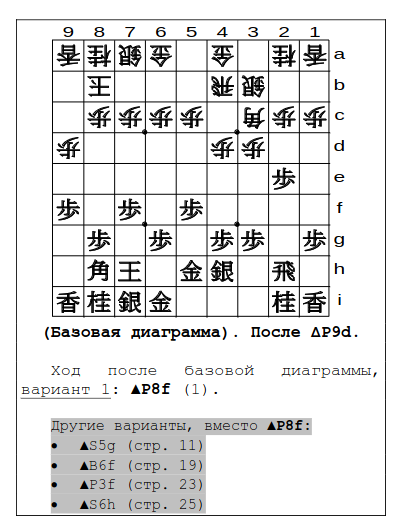 9 8 7 6 5 4 3 2 1
香 桂 銀 金 金 桂 香 a
王 飛 銀 b
歩 歩 歩 歩 角 歩 歩 c
歩 歩 歩 d
歩 e
歩 歩 歩 f
歩 歩 歩 歩 歩 g
角 王 金 銀 飛 h
香 桂 銀 金 桂 香 i
(Базовая диаграмма). После ΔP9d.
Ход после базовой диаграммы,
вариант 1: ▲P8f (1).
Другие варианты, вместо ▲P8f:
• ▲S5g (стр. 11)
• ▲B6f (стр. 19)
• ▲P3f (стр. 23)
• ▲S6h (стр. 25)